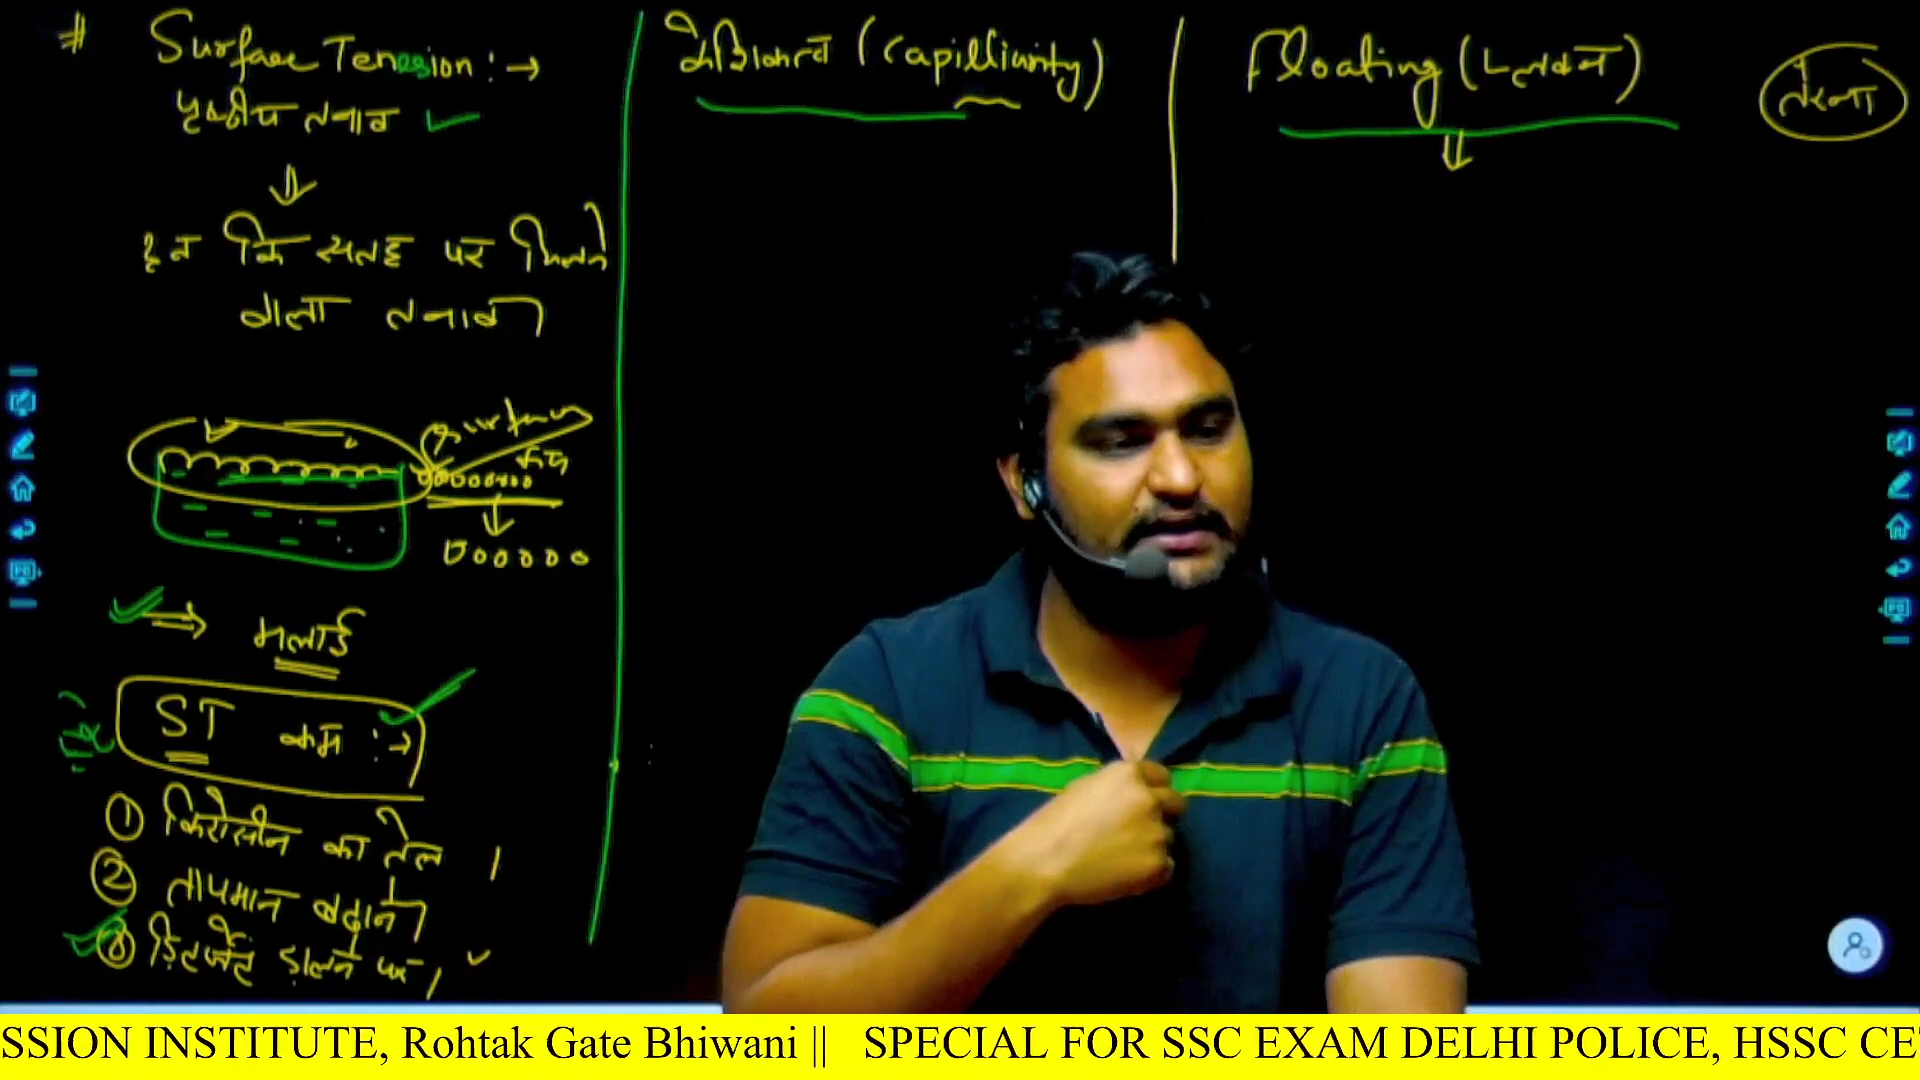 # Surface Tension :→
पृष्ठीय तनाव ✓
द्रव कि सतह पर मिलने
वाला तनाव
Surface
⇒ मलाई
ST कम :→
① किरोसीन का तेल ।
② तापमान बढ़ाने
③ डिटर्जेंट डालने पर।
केशिकत्व (Capillivrity)
Floating (प्लवन)
तैरना
SSION INSTITUTE, Rohtak Gate Bhiwani || SPECIAL FOR SSC EXAM DELHI POLICE, HSSC CE